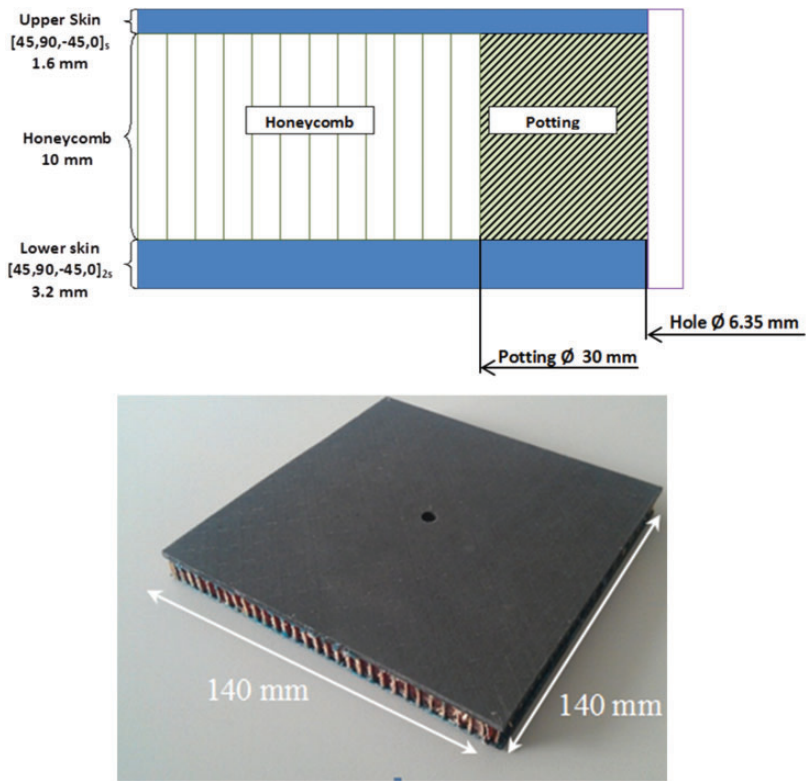 Upper Skin
[45,90,-45,0]s
1.6 mm
Honeycomb
10 mm
Honeycomb
Potting
Lower skin
[45,90,-45,0]2s
3.2 mm
Hole Ø 6.35 mm
Potting Ø 30 mm
140 mm
140 mm